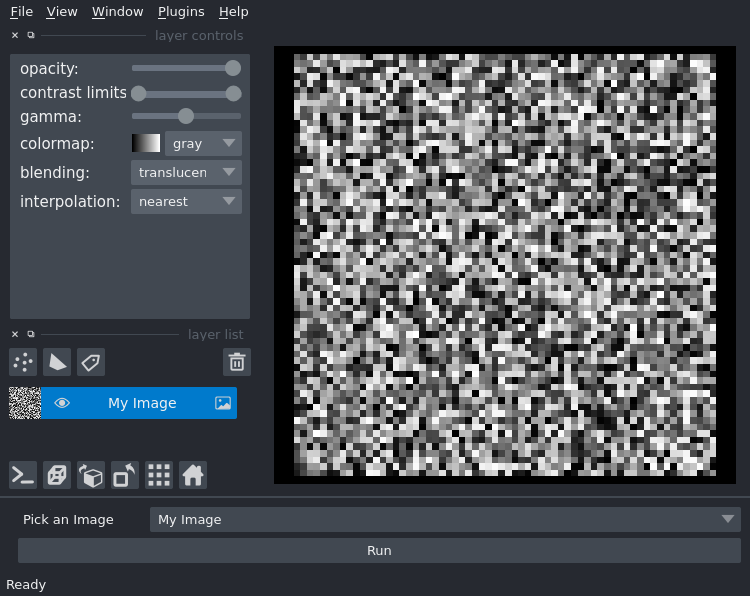 File View Window Plugins Help
layer controls
opacity:
contrast limits
gamma:
colormap: gray
blending: translucen
interpolation: nearest
layer list
My Image
Pick an Image My Image
Run
Ready